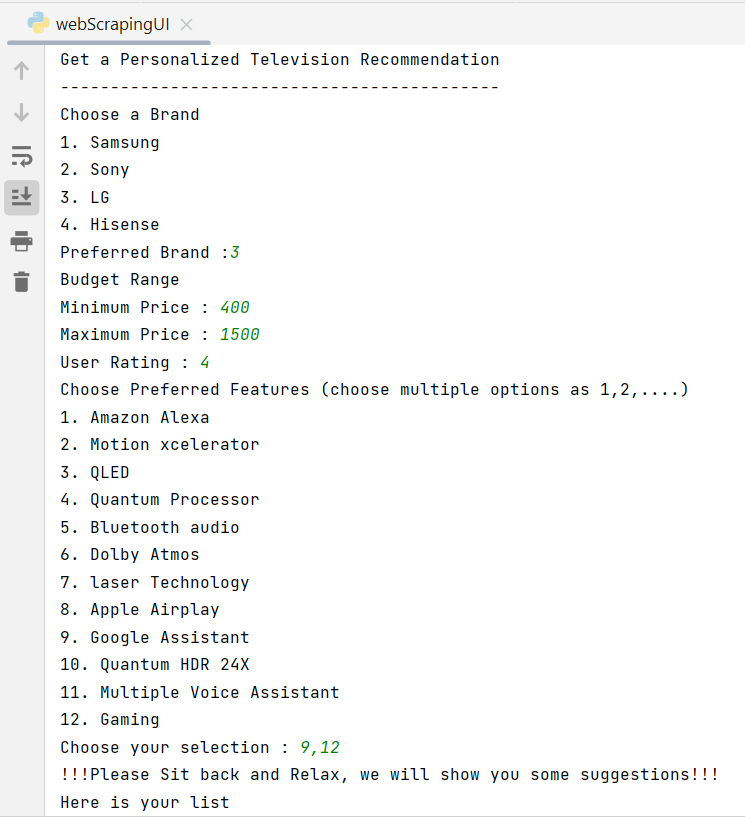 webScrapingUI
Get a Personalized Television Recommendation
--------------------------------------------
Choose a Brand
1. Samsung
2. Sony
3. LG
4. Hisense
Preferred Brand :3
Budget Range
Minimum Price : 400
Maximum Price : 1500
User Rating : 4
Choose Preferred Features (choose multiple options as 1,2,....)
1. Amazon Alexa
2. Motion xcelerator
3. QLED
4. Quantum Processor
5. Bluetooth audio
6. Dolby Atmos
7. laser Technology
8. Apple Airplay
9. Google Assistant
10. Quantum HDR 24X
11. Multiple Voice Assistant
12. Gaming
Choose your selection : 9,12
!!!Please Sit back and Relax, we will show you some suggestions!!!
Here is your list